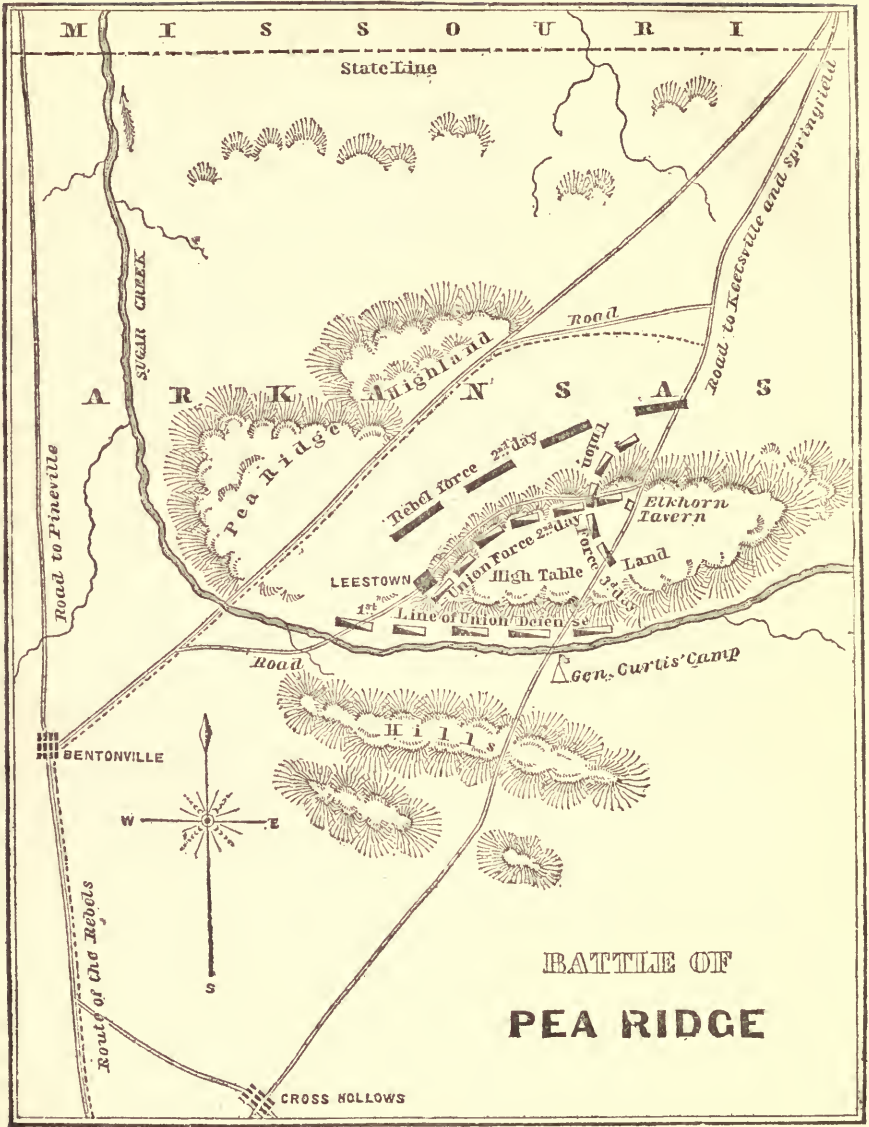 MISSOURI
State Line
SUGAR CREEK
Road to Keetsville and Springfield
Road
Highland
ARKANSAS
Pea Ridge
Road to Pineville
Rebel force 2nd day
Union
force 3d day
Elkhorn
Tavern
Union Force 2nd day
LEESTOWN
High Table
Land
1st
Line of Union Defense
Road
Gen. Curtis' Camp
Hills
BENTONVILLE
W
E
S
Route of the Rebels
BATTLE OF
PEA RIDGE
CROSS HOLLOWS